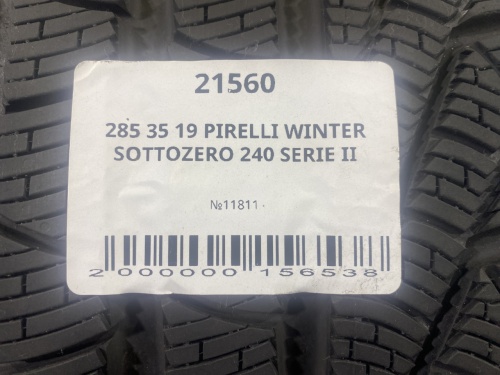 21560
285 35 19 PIRELLI WINTER
SOTTOZERO 240 SERIE II
№11811
2 000000 156538